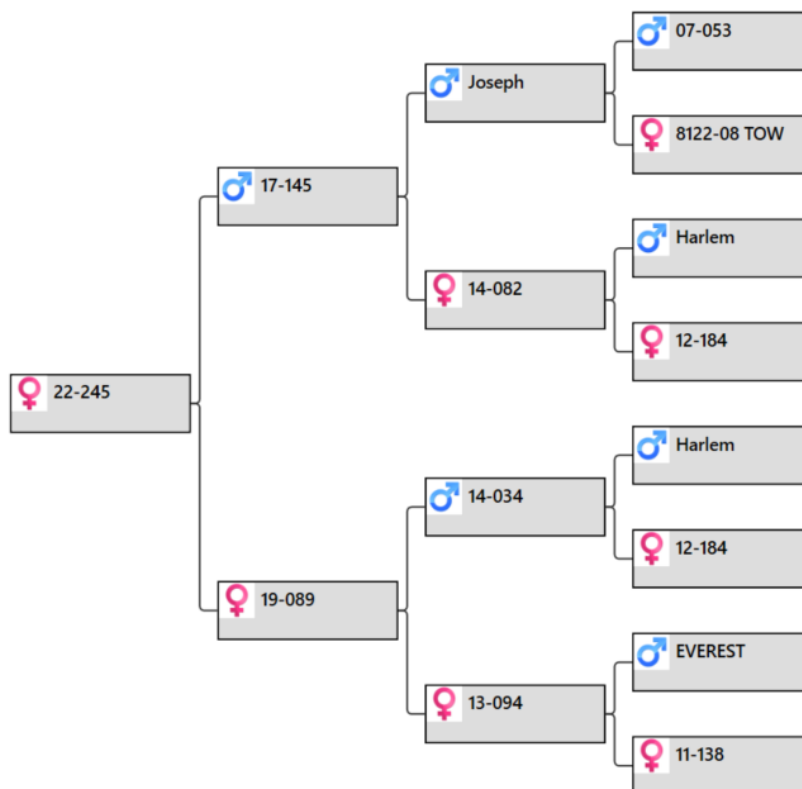 07-053
Joseph
8122-08 TOW
17-145
Harlem
14-082
12-184
22-245
Harlem
14-034
12-184
19-089
EVEREST
13-094
11-138